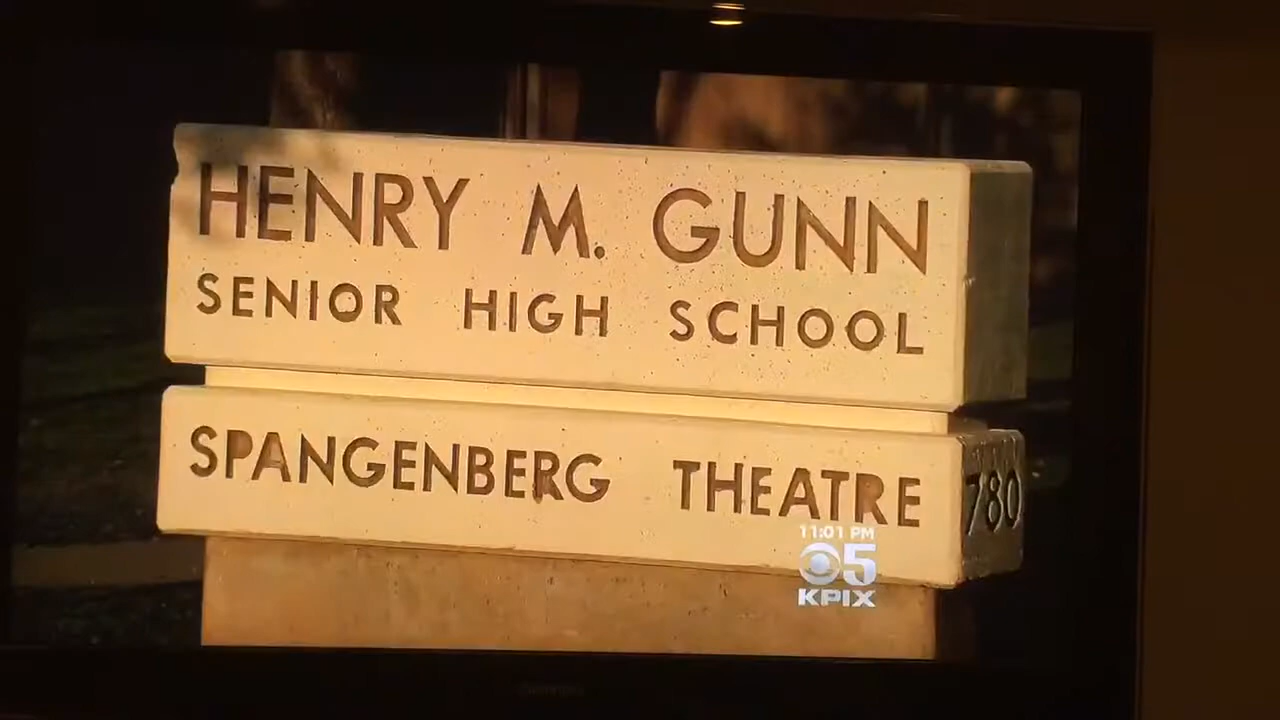 HENRY M. GUNN
SENIOR HIGH SCHOOL
SPANGENBERG THEATRE
780
11:01 PM
5
KPIX